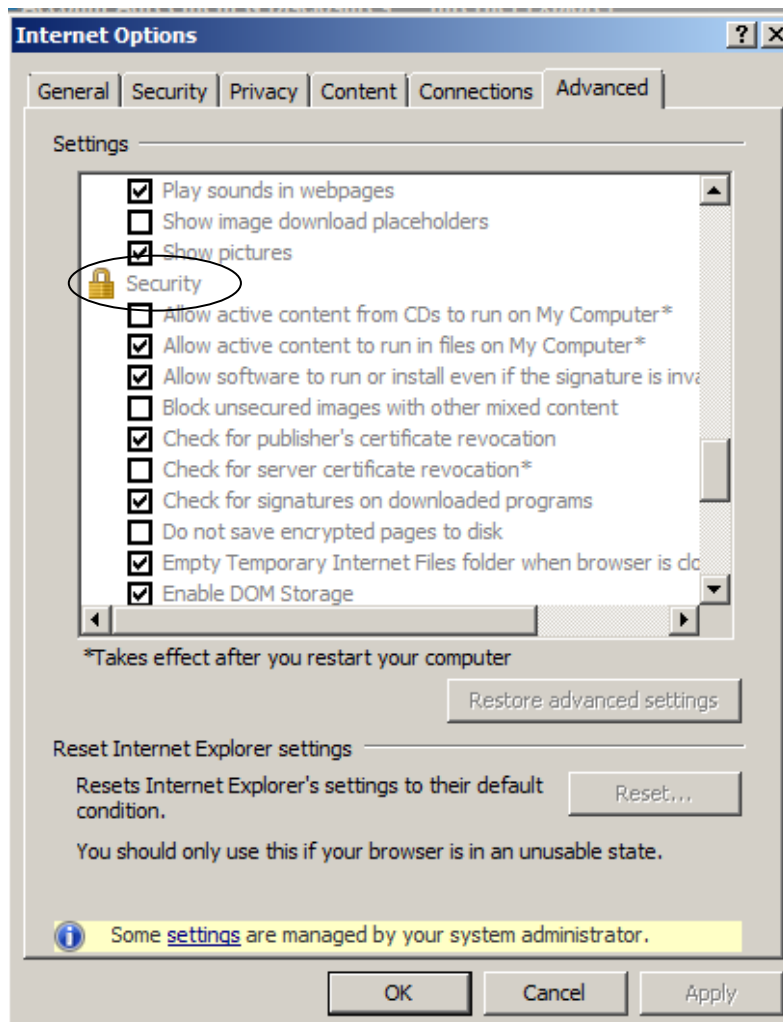 Internet Options
General Security Privacy Content Connections Advanced
Settings
Play sounds in webpages
Show image download placeholders
Show pictures
Security
Allow active content from CDs to run on My Computer*
Allow active content to run in files on My Computer*
Allow software to run or install even if the signature is inva
Block unsecured images with other mixed content
Check for publisher's certificate revocation
Check for server certificate revocation*
Check for signatures on downloaded programs
Do not save encrypted pages to disk
Empty Temporary Internet Files folder when browser is clo
Enable DOM Storage
*Takes effect after you restart your computer
Restore advanced settings
Reset Internet Explorer settings
Resets Internet Explorer's settings to their default
condition.
Reset...
You should only use this if your browser is in an unusable state.
Some settings are managed by your system administrator.
OK Cancel Apply